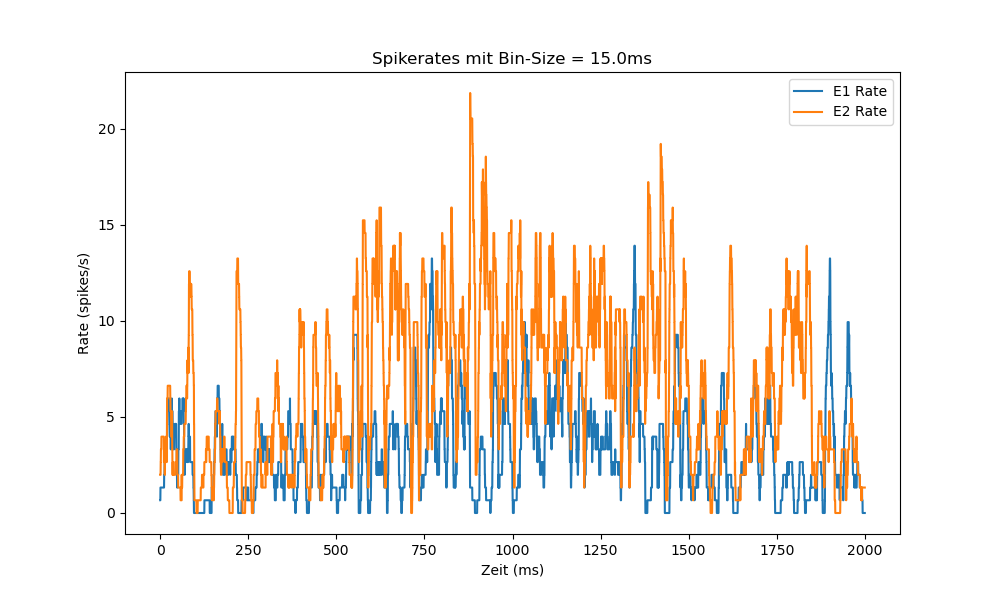 Spikerates mit Bin-Size = 15.0ms
E1 Rate
E2 Rate
Rate (spikes/s)
20
15
10
5
0
0 250 500 750 1000 1250 1500 1750 2000
Zeit (ms)